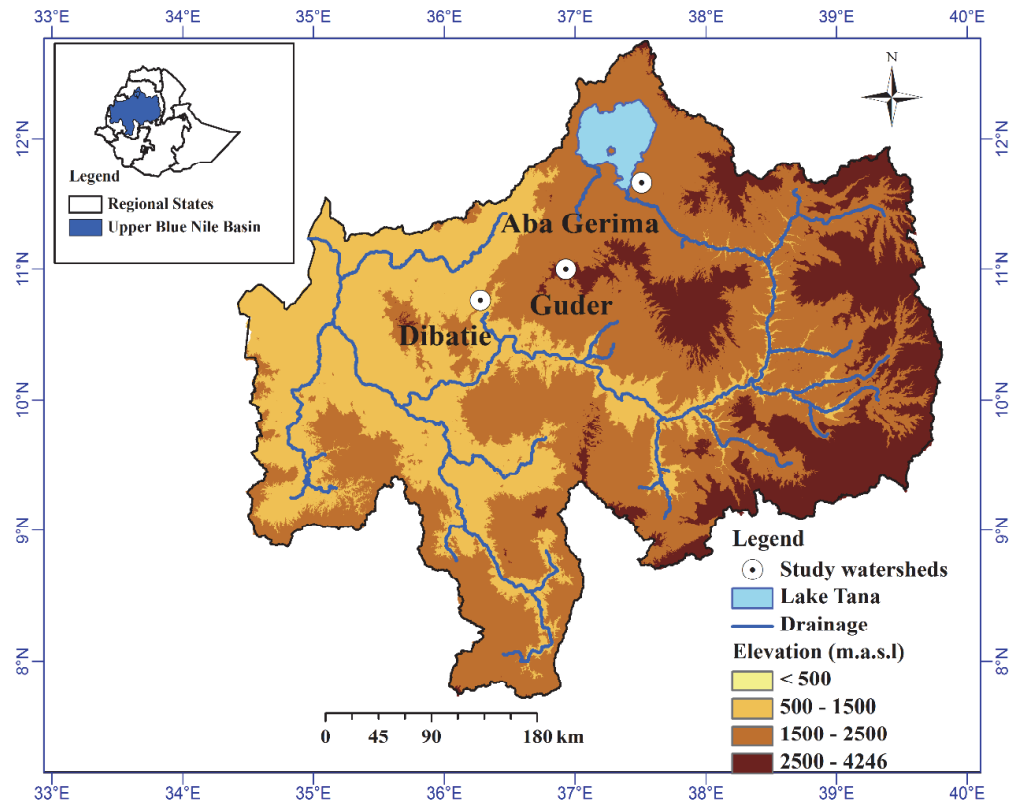 33°E 34°E 35°E 36°E 37°E 38°E 39°E 40°E
Legend
Regional States
Upper Blue Nile Basin
N
12°N 12°N
Aba Gerima
11°N 11°N
Guder
Dibatie
10°N 10°N
9°N 9°N
Legend
Study watersheds
Lake Tana
Drainage
Elevation (m.a.s.l)
< 500
500 - 1500
1500 - 2500
2500 - 4246
8°N 8°N
0 45 90 180 km
33°E 34°E 35°E 36°E 37°E 38°E 39°E 40°E